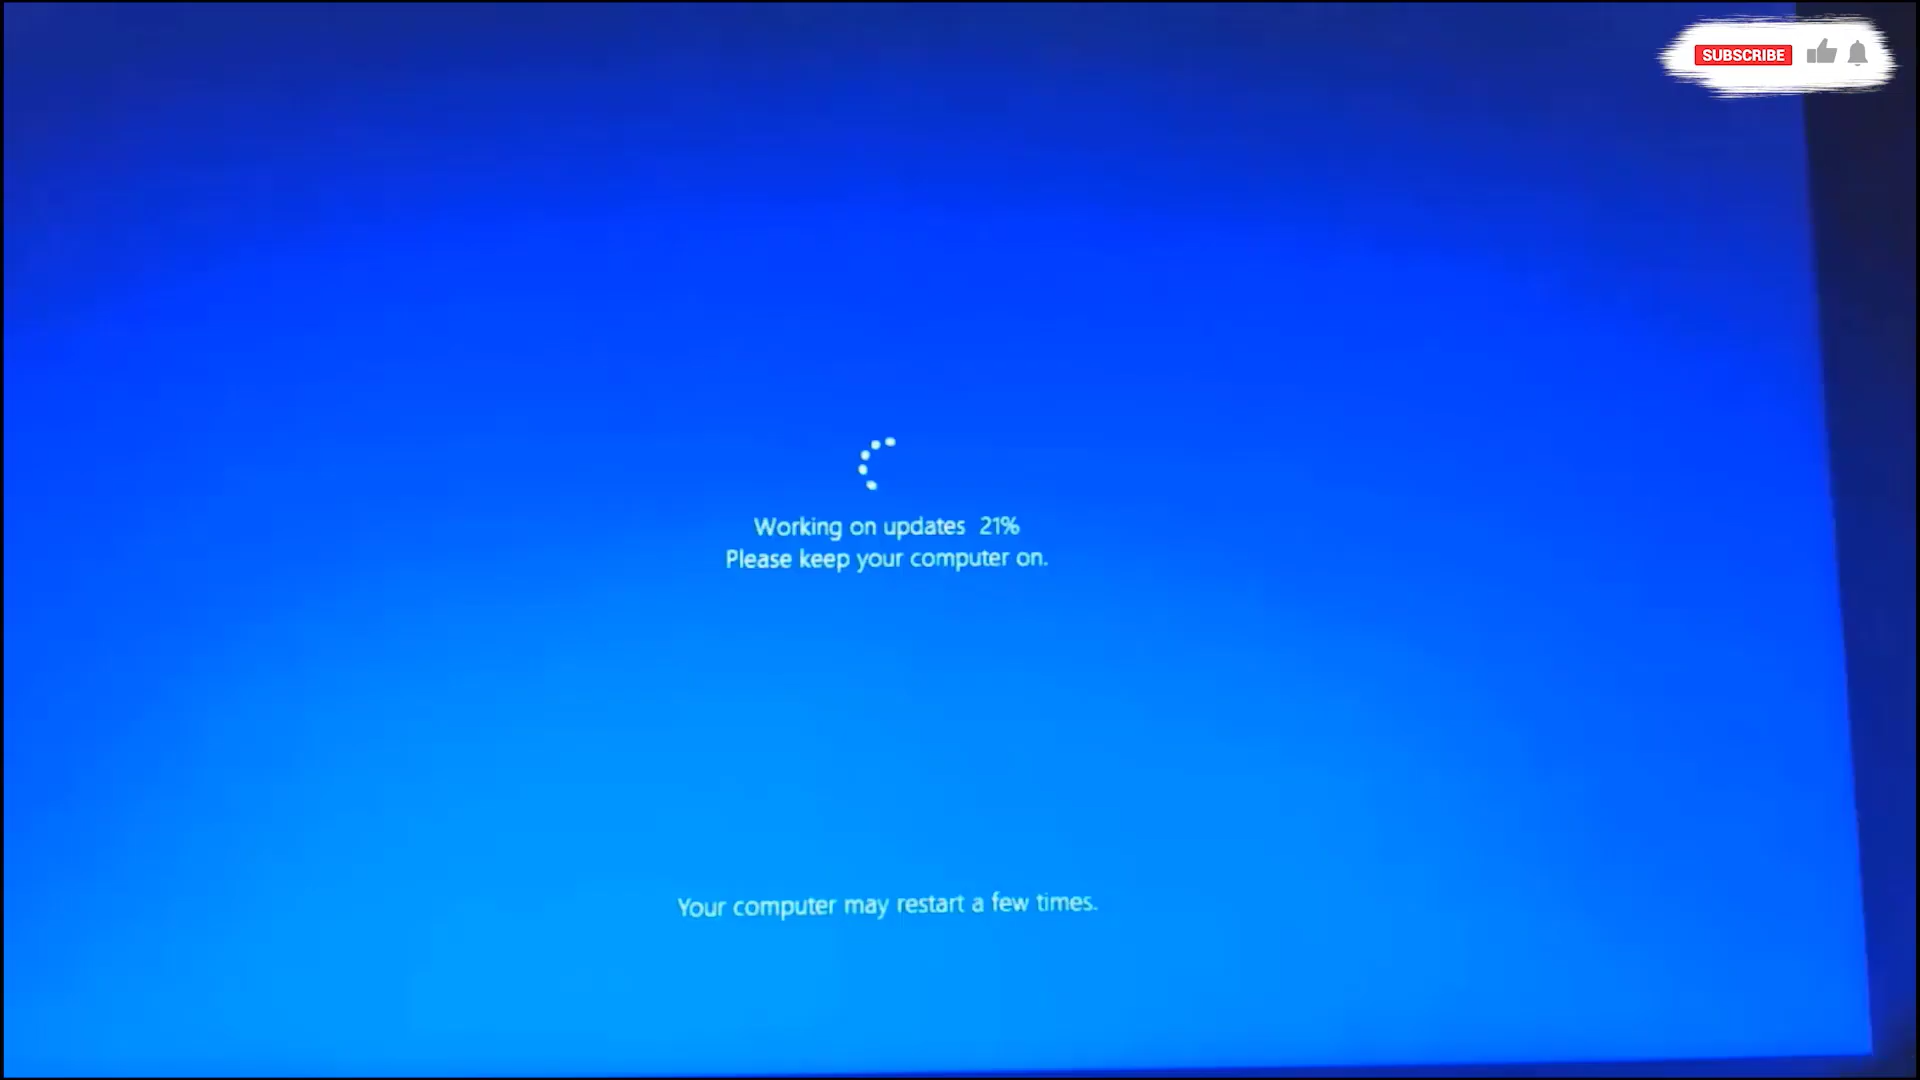 SUBSCRIBE
Working on updates 21%
Please keep your computer on.
Your computer may restart a few times.